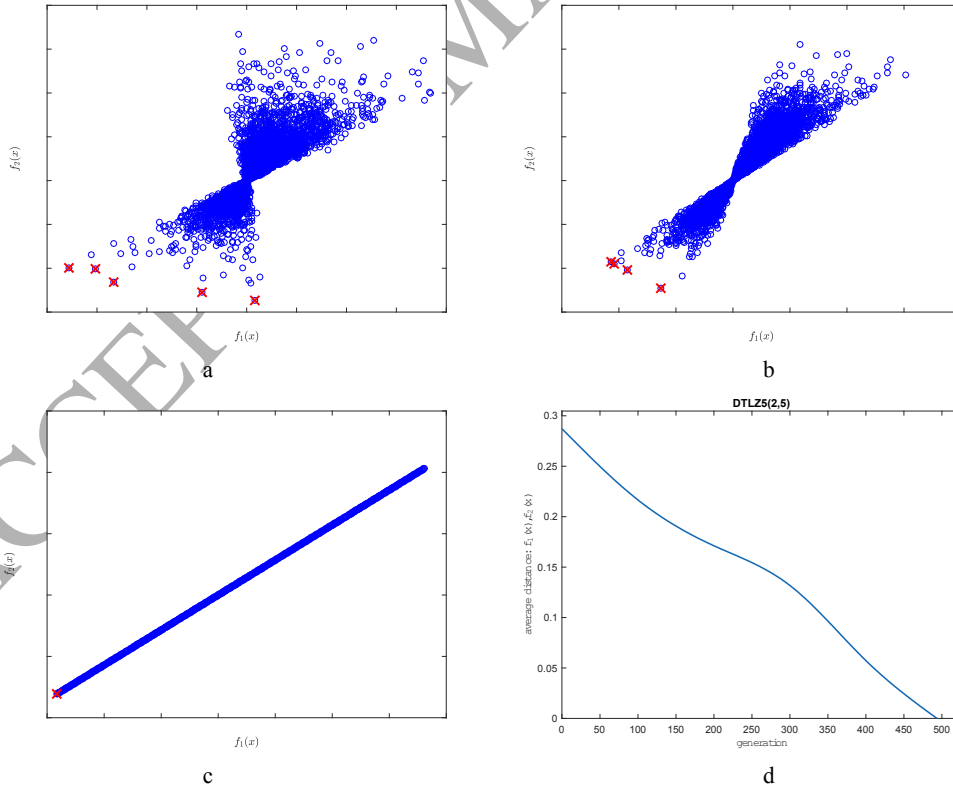 f₂(x)
f₁(x)
a
f₂(x)
f₁(x)
b
f₂(x)
f₁(x)
c
DTLZ5(2,5)
0.3
0.25
0.2
0.15
0.1
0.05
0
average distance: f₁(x),f₂(x)
0 50 100 150 200 250 300 350 400 450 500
generation
d
CCEP
M